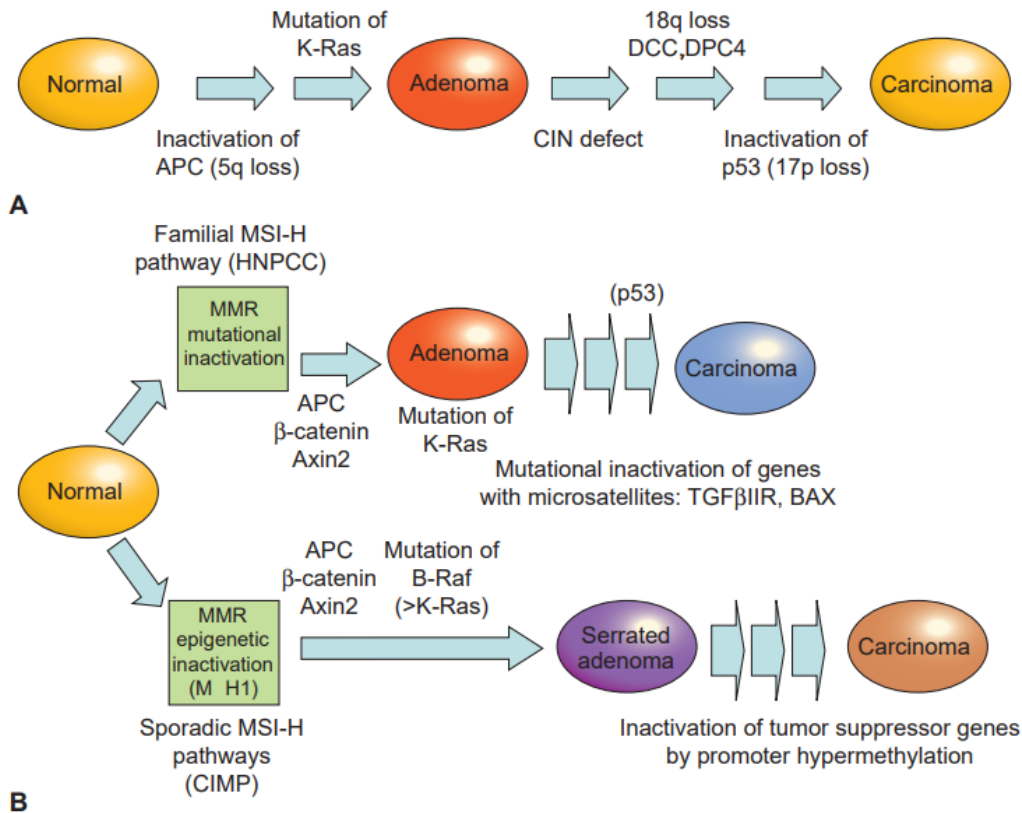 Mutation of
K-Ras
18q loss
DCC,DPC4
Normal
Adenoma
Carcinoma
Inactivation of
APC (5q loss)
CIN defect
Inactivation of
p53 (17p loss)
A
Familial MSI-H
pathway (HNPCC)
MMR
mutational
inactivation
(p53)
Adenoma
Carcinoma
APC
β-catenin
Axin2
Mutation of
K-Ras
Mutational inactivation of genes
with microsatellites: TGFβIIR, BAX
Normal
APC
β-catenin
Axin2
Mutation of
B-Raf
(>K-Ras)
MMR
epigenetic
inactivation
(M H1)
Serrated
adenoma
Carcinoma
Sporadic MSI-H
pathways
(CIMP)
Inactivation of tumor suppressor genes
by promoter hypermethylation
B